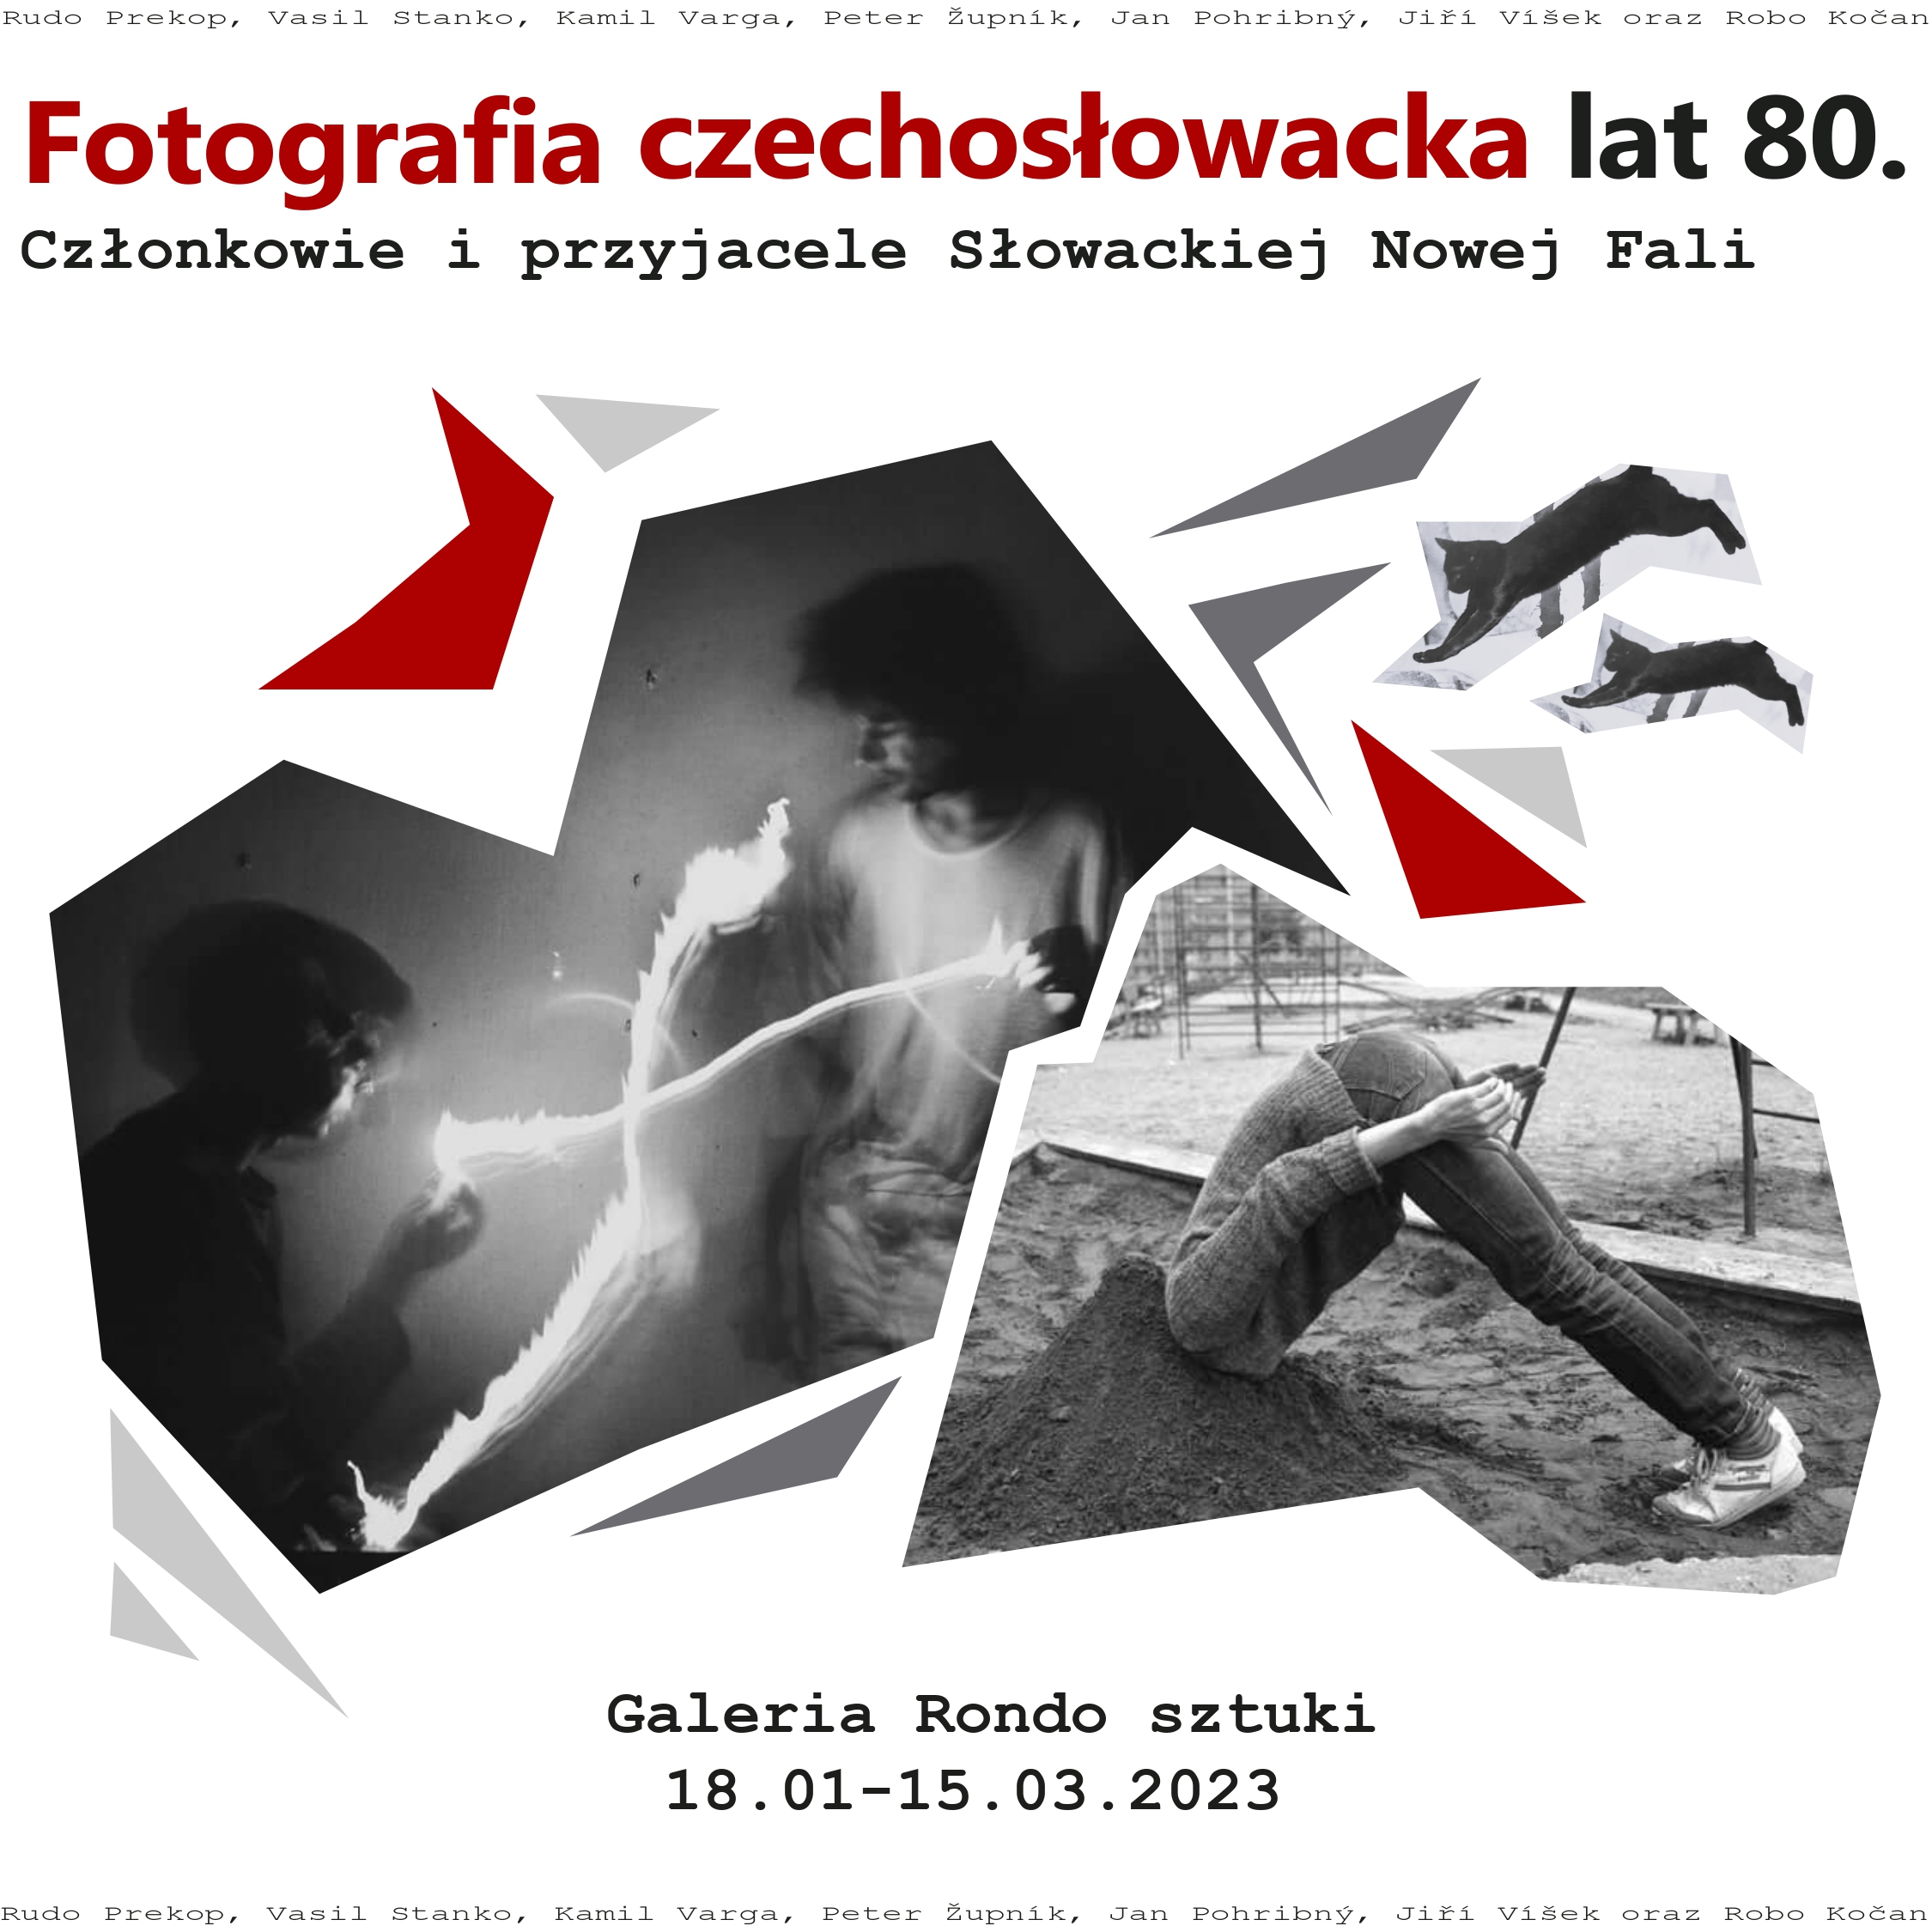 Rudo Prekop, Vasil Stanko, Kamil Varga, Peter Župník, Jan Pohribný, Jiří Víšek oraz Robo Kočan
Fotografia czechosłowacka lat 80.
Członkowie i przyjacele Słowackiej Nowej Fali
Galeria Rondo sztuki
18.01-15.03.2023
Rudo Prekop, Vasil Stanko, Kamil Varga, Peter Župník, Jan Pohribný, Jiří Víšek oraz Robo Kočan